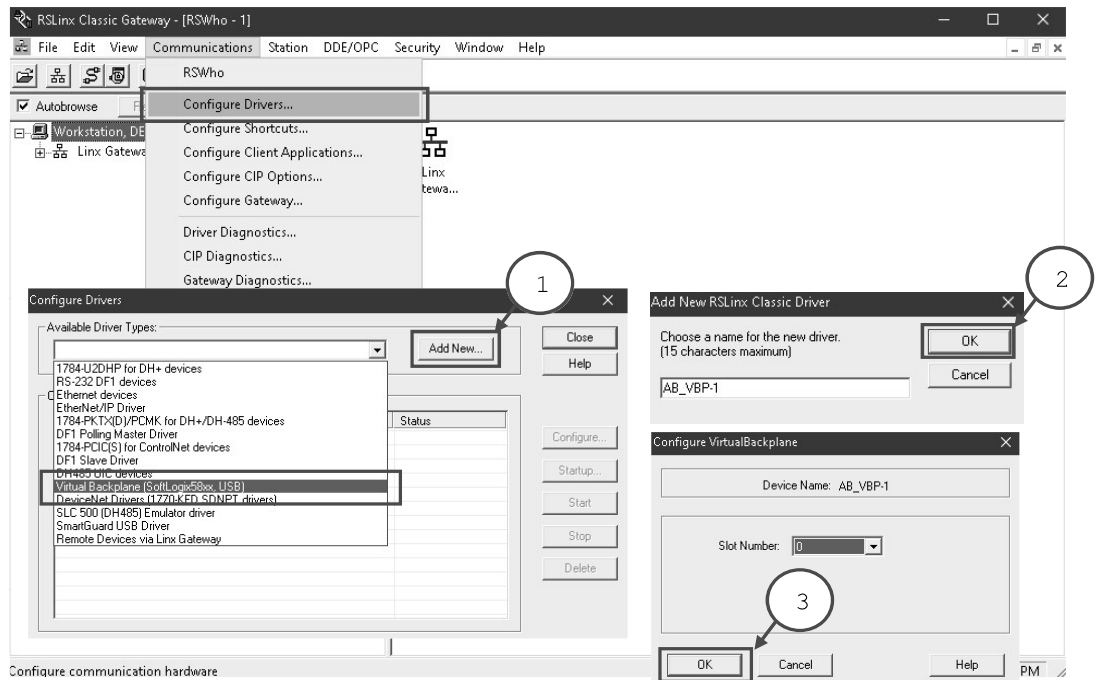 RSLinx Classic Gateway - [RSWho - 1]
File Edit View Communications Station DDE/OPC Security Window Help
RSWho
Autobrowse
Configure Drivers...
Configure Shortcuts...
Configure Client Applications...
Configure CIP Options...
Configure Gateway...
Driver Diagnostics...
CIP Diagnostics...
Gateway Diagnostics...
Workstation, DE
Linx Gatewa
Linx
tewa...
1
Configure Drivers
Available Driver Types:
Add New...
Close
Help
1784-U2DHP for DH+ devices
RS-232 DF1 devices
Ethernet devices
EtherNet/IP Driver
1784-PKTX(D)/PCMK for DH+/DH-485 devices
DF1 Polling Master Driver
1784-PCIC(S) for ControlNet devices
DF1 Slave Driver
DH485 UIC devices
Virtual Backplane (SoftLogix58xx, USB)
DeviceNet Drivers (1770-KFD,SDNPT drivers)
SLC 500 (DH485) Emulator driver
SmartGuard USB Driver
Remote Devices via Linx Gateway
Status
Configure...
Startup...
Start
Stop
Delete
2
Add New RSLinx Classic Driver
Choose a name for the new driver.
(15 characters maximum)
OK
Cancel
AB_VBP-1
Configure VirtualBackplane
Device Name: AB_VBP-1
Slot Number: 0
3
OK Cancel Help
Configure communication hardware
PM